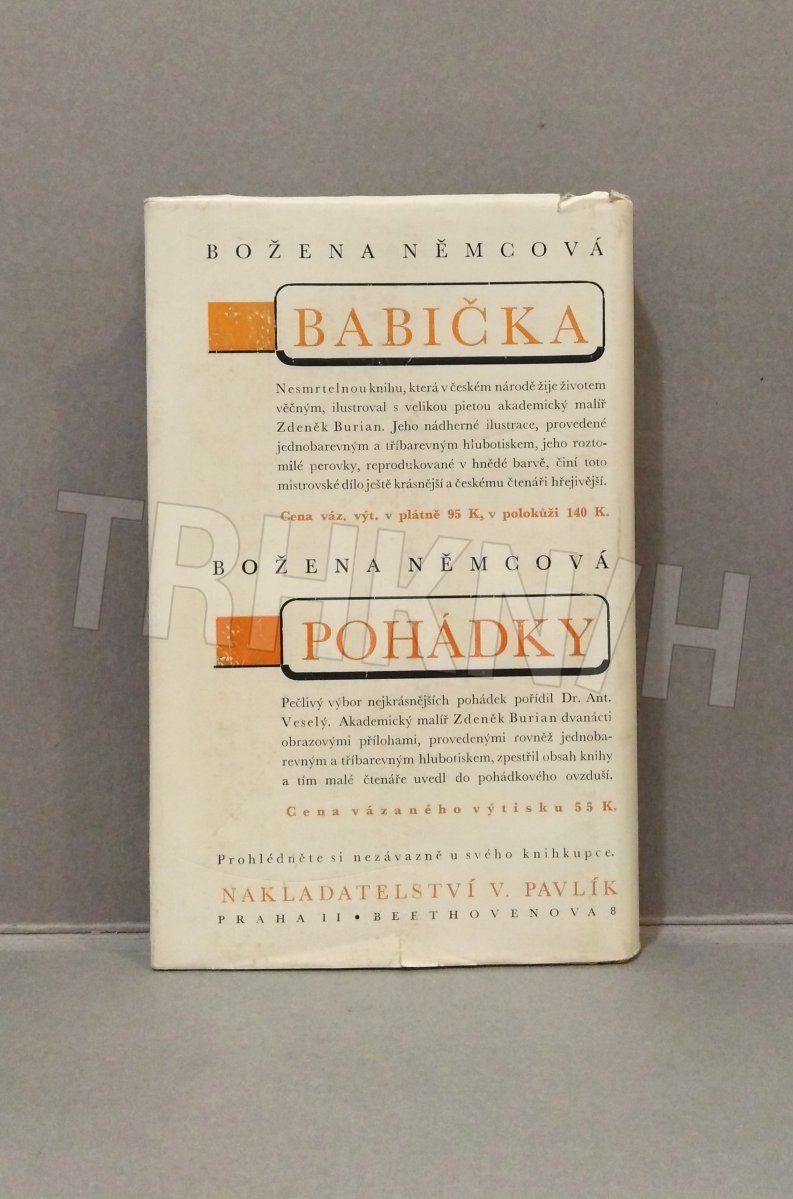 BOŽENA NĚMCOVÁ
BABIČKA
Nesmrtelnou knihu, která v českém národě žije životem
věčným, ilustroval s velikou pietou akademický malíř
Zdeněk Burian. Jeho nádherné ilustrace, provedené
jednobarevným a tříbarevným hlubotiskem, jeho rozto-
milé perovky, reprodukované v hnědé barvě, činí toto
mistrovské dílo ještě krásnější a českému čtenáři hřejivější.
Cena váz. výt. v plátně 95 K, v polokůži 140 K.
TRHKNIH
BOŽENA NĚMCOVÁ
POHÁDKY
Pečlivý výbor nejkrásnějších pohádek pořídil Dr. Ant.
Veselý. Akademický malíř Zdeněk Burian dvanácti
obrazovými přílohami, provedenými rovněž jednoba-
revným a tříbarevným hlubotiskem, zpestřil obsah knihy
a tím malé čtenáře uvedl do pohádkového ovzduší.
Cena vázaného výtisku 55 K.
Prohlédněte si nezávazně u svého knihkupce.
NAKLADATELSTVÍ V. PAVLÍK
PRAHA II • BEETHOVENOVA 8